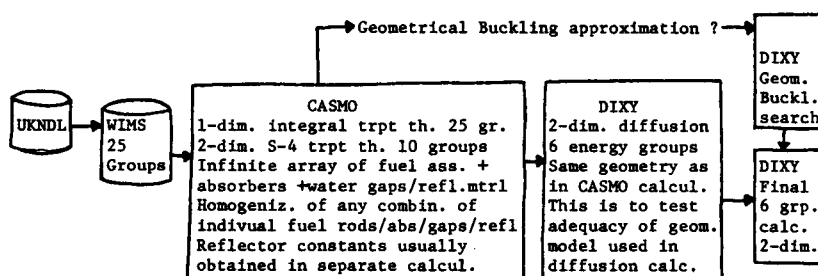 Geometrical Buckling approximation ?
DIXY
Geom.
Buckl.
search
UKNDL
WIMS
25
Groups
CASMO
1-dim. integral trpt th. 25 gr.
2-dim. S-4 trpt th. 10 groups
Infinite array of fuel ass. +
absorbers +water gaps/refl.mtrl
Homogeniz. of any combin. of
indivual fuel rods/abs/gaps/refl
Reflector constants usually
obtained in separate calcul.
DIXY
2-dim. diffusion
6 energy groups
Same geometry as
in CASMO calcul.
This is to test
adequacy of geom.
model used in
diffusion calc.
DIXY
Final
6 grp.
calc.
2-dim.